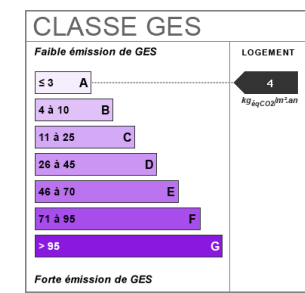 CLASSE GES
Faible émission de GES
LOGEMENT
≤ 3 A
4
kgéqCO2/m².an
4 à 10 B
11 à 25 C
26 à 45 D
46 à 70 E
71 à 95 F
> 95 G
Forte émission de GES